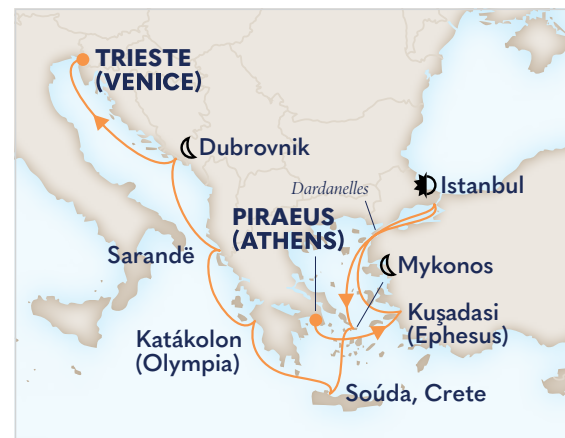 TRIESTE
(VENICE)
Dubrovnik
Dardanelles
Istanbul
PIRAEUS
(ATHENS)
Sarandë
Mykonos
Kuşadasi
(Ephesus)
Katákolon
(Olympia)
Soúda, Crete